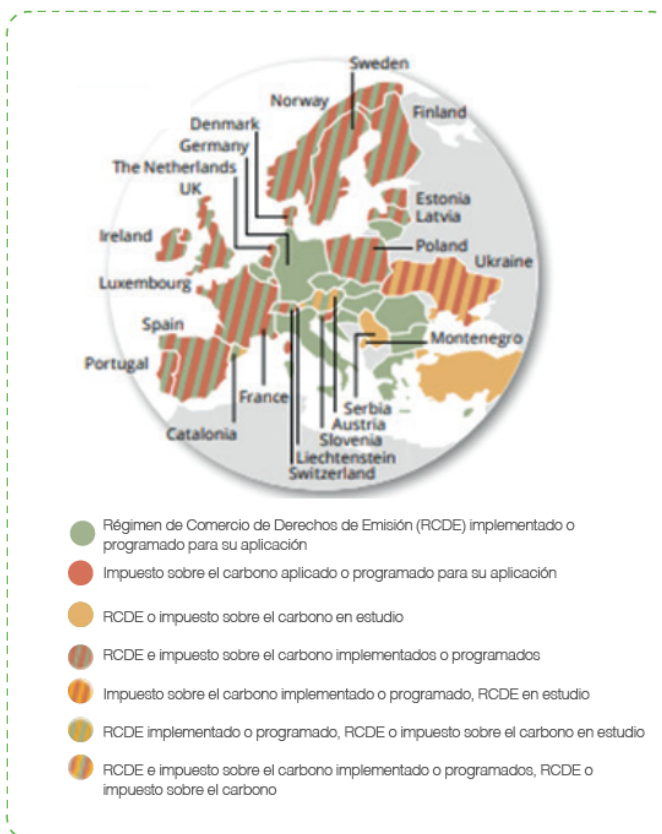 Sweden
Norway
Finland
Denmark
Germany
The Netherlands
UK
Estonia
Latvia
Ireland
Poland
Ukraine
Luxembourg
Spain
Montenegro
Portugal
France
Serbia
Austria
Catalonia
Slovenia
Liechtenstein
Switzerland
Régimen de Comercio de Derechos de Emisión (RCDE) implementado o
programado para su aplicación
Impuesto sobre el carbono aplicado o programado para su aplicación
RCDE o impuesto sobre el carbono en estudio
RCDE e impuesto sobre el carbono implementados o programados
Impuesto sobre el carbono implementado o programado, RCDE en estudio
RCDE implementado o programado, RCDE o impuesto sobre el carbono en estudio
RCDE e impuesto sobre el carbono implementado o programados, RCDE o
impuesto sobre el carbono